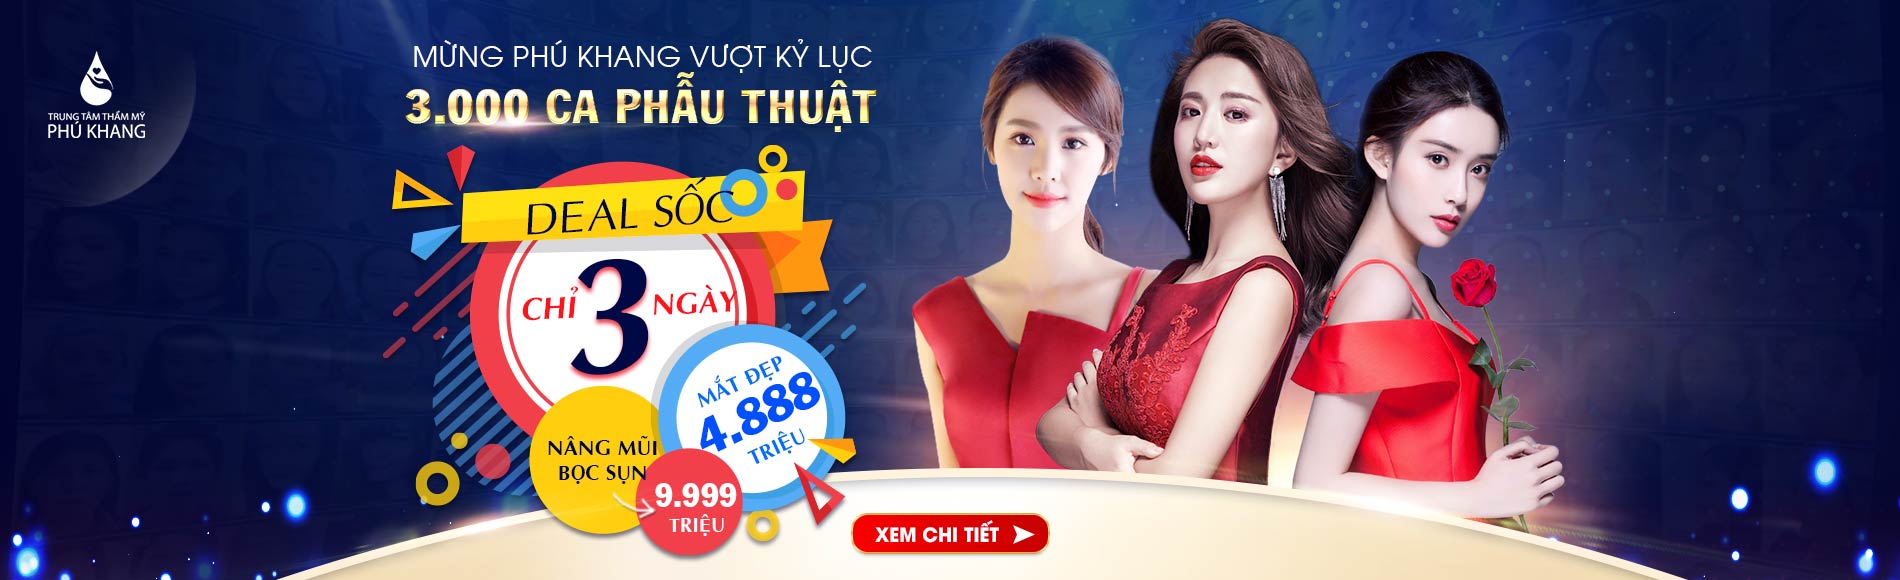 TRUNG TÂM THẨM MỸ
PHÚ KHANG
MỪNG PHÚ KHANG VƯỢT KỶ LỤC
3.000 CA PHẪU THUẬT
DEAL SỐC
CHỈ 3 NGÀY
MẮT ĐẸP
4.888
TRIỆU
NÂNG MŨI
BỌC SỤN
9.999
TRIỆU
XEM CHI TIẾT